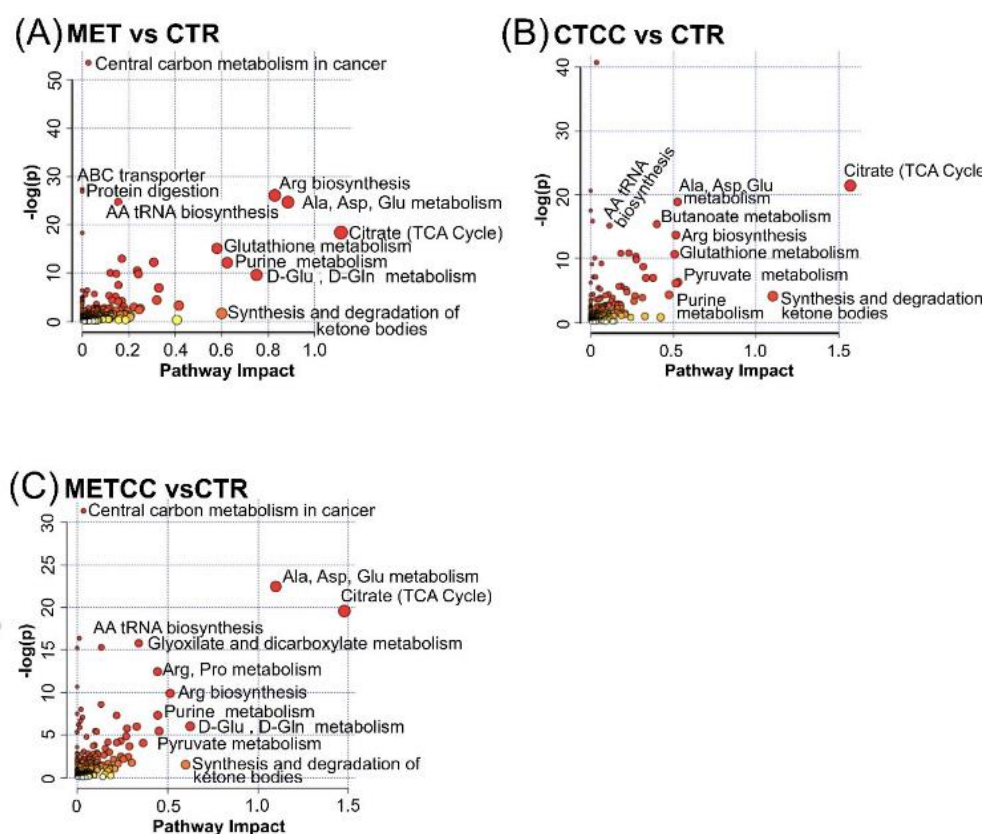 (A) MET vs CTR
Central carbon metabolism in cancer
50
40
30
20
10
0
-log(p)
ABC transporter
Protein digestion
AA tRNA biosynthesis
Arg biosynthesis
Ala, Asp, Glu metabolism
Citrate (TCA Cycle)
Glutathione metabolism
Purine metabolism
D-Glu , D-Gln metabolism
Synthesis and degradation of
ketone bodies
0 0.2 0.4 0.6 0.8 1.0
Pathway Impact
(B) CTCC vs CTR
40
30
20
10
0
-log(p)
AA tRNA
biosynthesis
Citrate (TCA Cycle
Ala, Asp,Glu
metabolism
Butanoate metabolism
Arg biosynthesis
Glutathione metabolism
Pyruvate metabolism
Purine
metabolism
Synthesis and degradation
ketone bodies
0 0.5 1.0 1.5
Pathway Impact
(C) METCC vsCTR
Central carbon metabolism in cancer
30
25
20
15
10
5
0
-log(p)
Ala, Asp, Glu metabolism
Citrate (TCA Cycle)
AA tRNA biosynthesis
Glyoxilate and dicarboxylate metabolism
Arg, Pro metabolism
Arg biosynthesis
Purine metabolism
D-Glu , D-Gln metabolism
Pyruvate metabolism
Synthesis and degradation of
ketone bodies
0 0.5 1.0 1.5
Pathway Impact